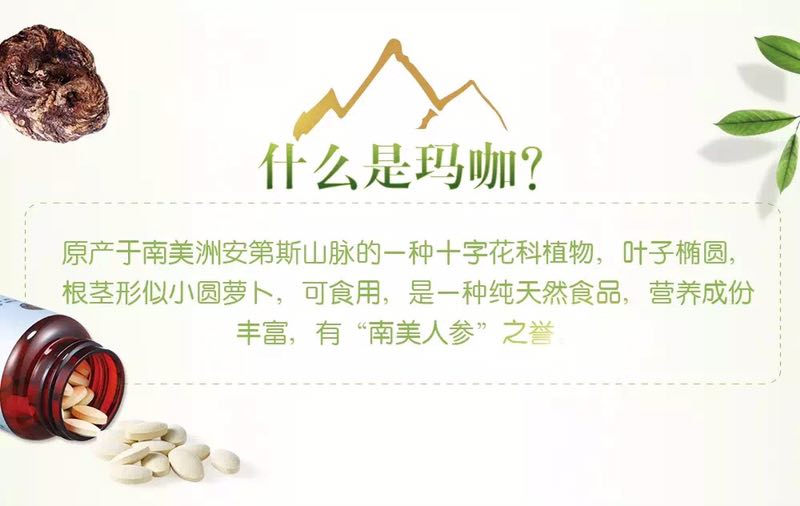 什么是玛咖?
原产于南美洲安第斯山脉的一种十字花科植物，叶子椭圆，
根茎形似小圆萝卜，可食用，是一种纯天然食品，营养成份
丰富，有“南美人参”之誉。